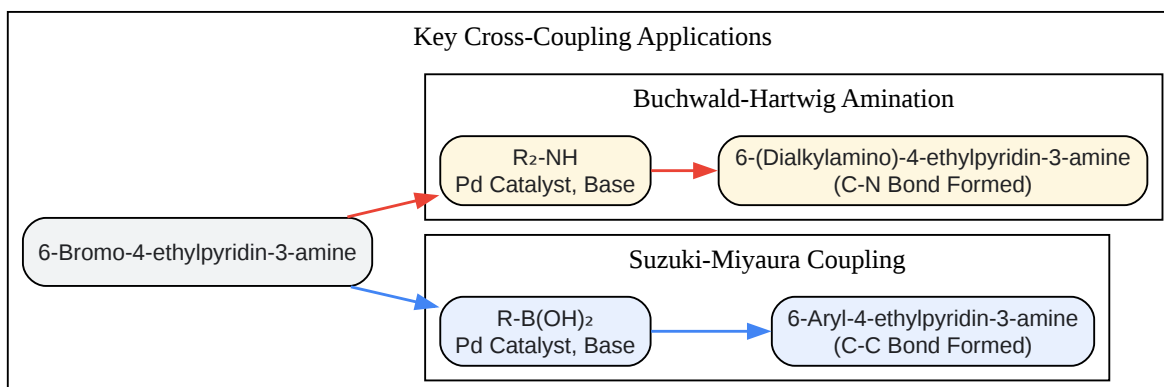 Key Cross-Coupling Applications
Buchwald-Hartwig Amination
R₂-NH
Pd Catalyst, Base
6-(Dialkylamino)-4-ethylpyridin-3-amine
(C-N Bond Formed)
6-Bromo-4-ethylpyridin-3-amine
Suzuki-Miyaura Coupling
R-B(OH)₂
Pd Catalyst, Base
6-Aryl-4-ethylpyridin-3-amine
(C-C Bond Formed)